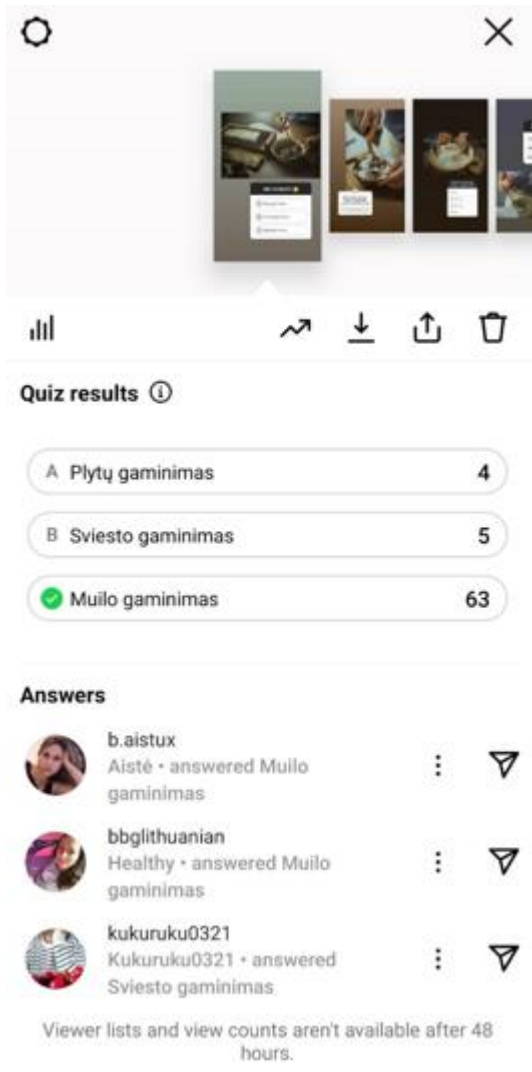 Quiz results
A Plytų gaminimas 4
B Sviesto gaminimas 5
Muilo gaminimas 63
Answers
b.aistux
Aistė • answered Muilo
gaminimas
bbglithuanian
Healthy • answered Muilo
gaminimas
kukuruku0321
Kukuruku0321 • answered
Sviesto gaminimas
Viewer lists and view counts aren't available after 48
hours.